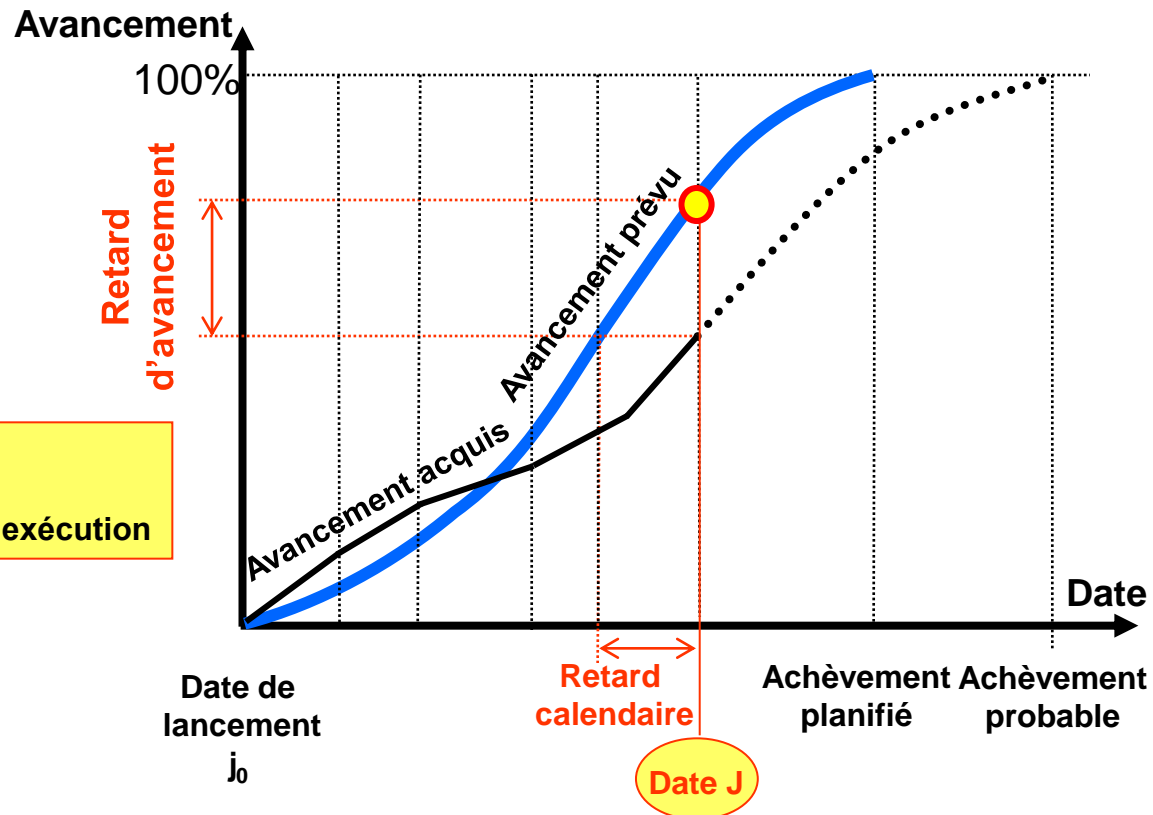 Avancement
100%
Retard
d’avancement
Avancement prévu
Avancement acquis
exécution
Date
Date de
lancement
j₀
Retard
calendaire
Achèvement
planifié
Achèvement
probable
Date J